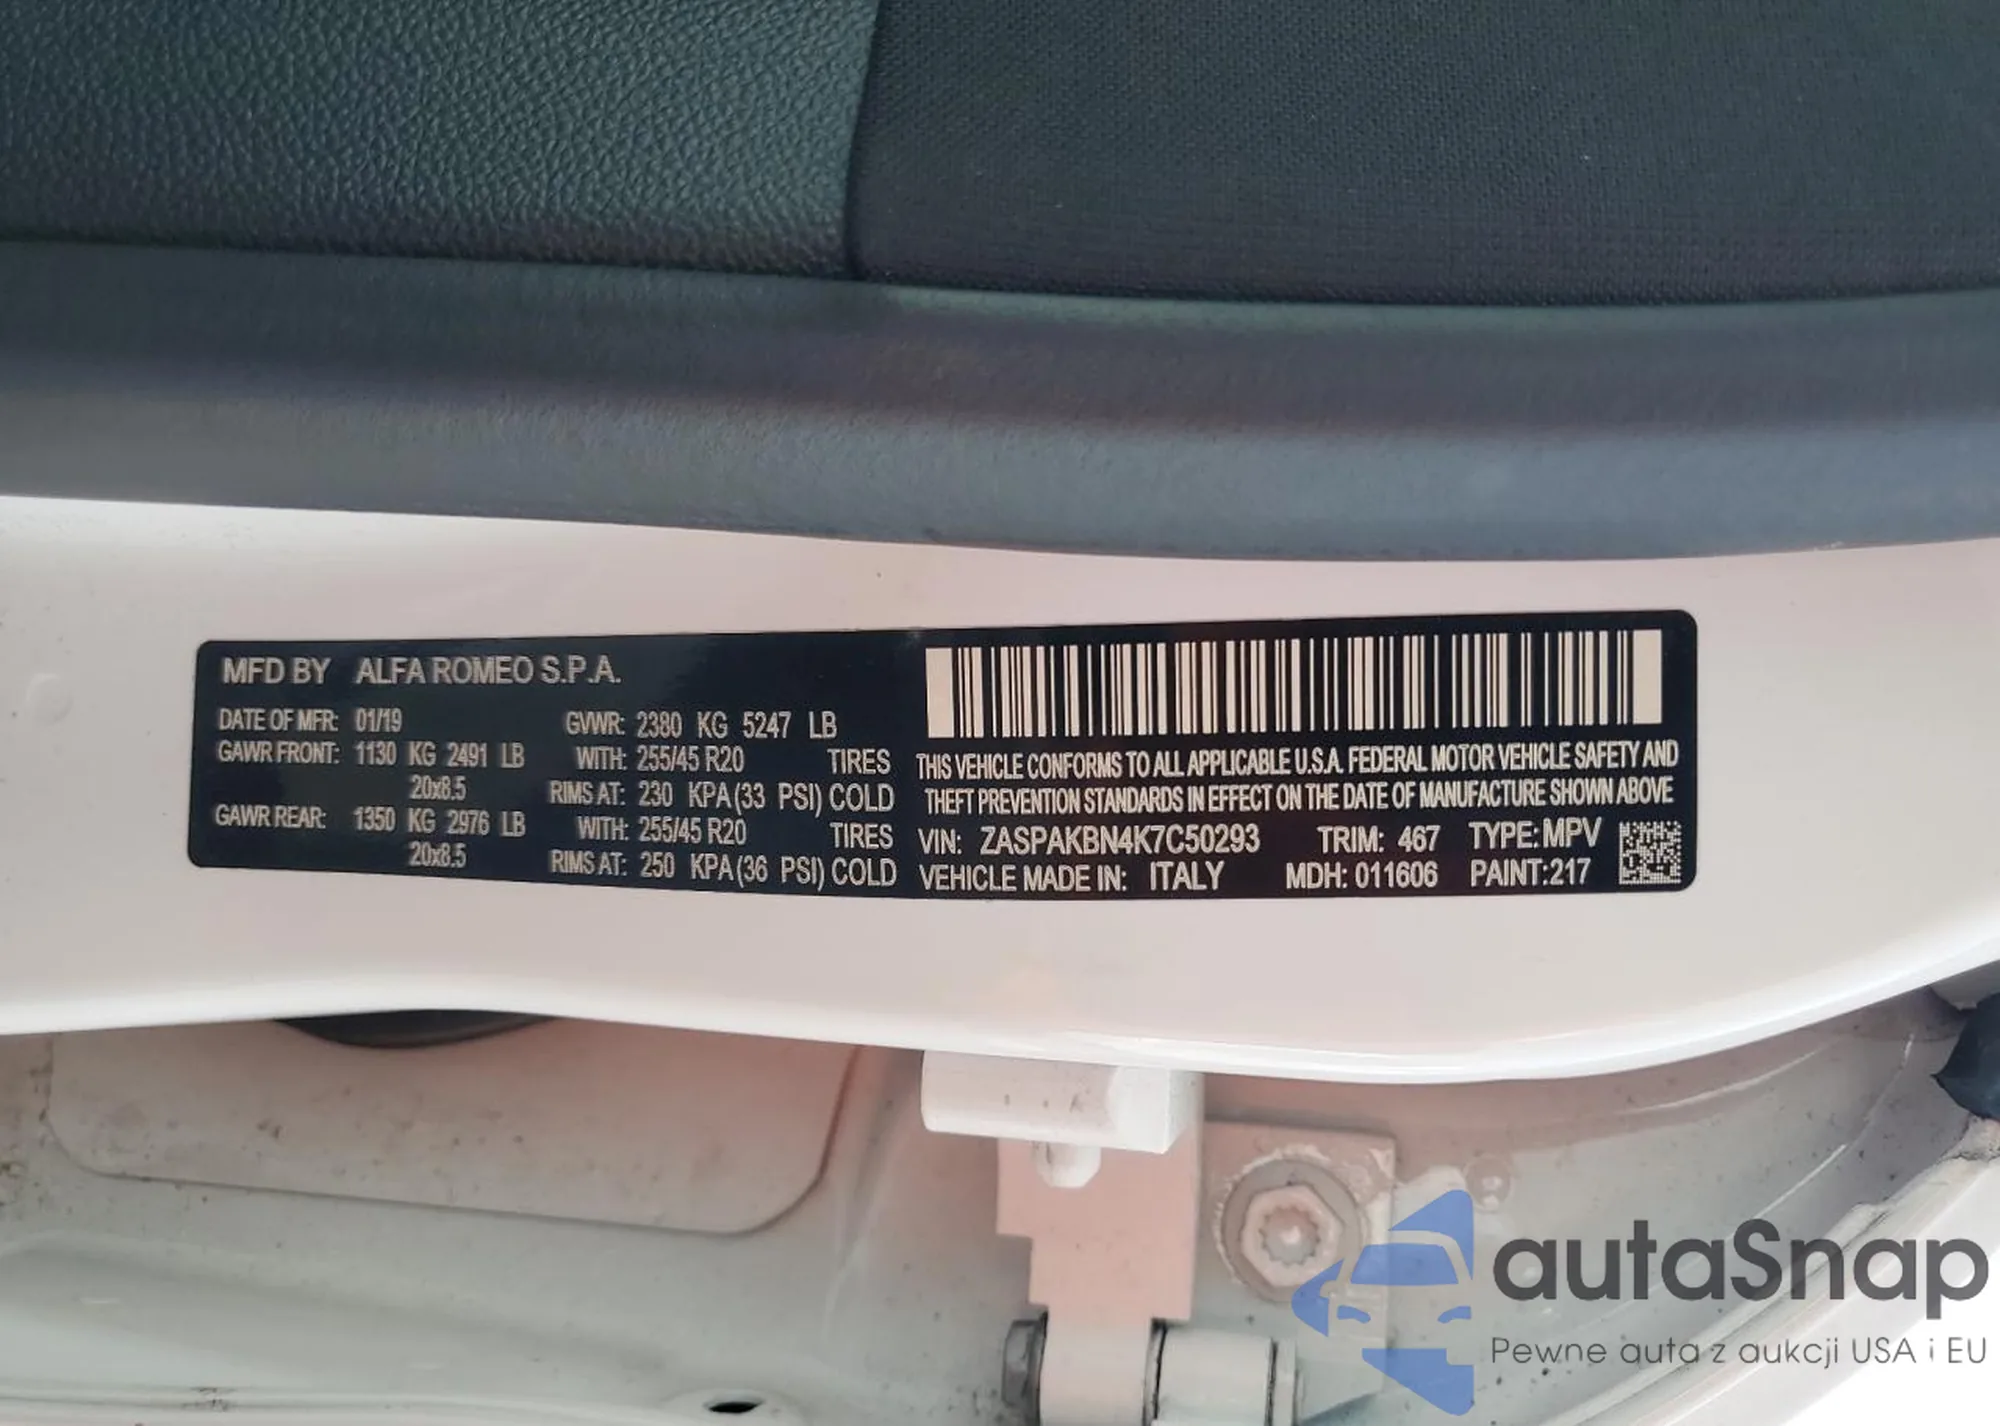 MFD BY ALFA ROMEO S.P.A.
DATE OF MFR: 01/19 GVWR: 2380 KG 5247 LB
GAWR FRONT: 1130 KG 2491 LB WITH: 255/45 R20 TIRES
20x8.5 RIMS AT: 230 KPA(33 PSI) COLD
GAWR REAR: 1350 KG 2976 LB WITH: 255/45 R20 TIRES
20x8.5 RIMS AT: 250 KPA(36 PSI) COLD
THIS VEHICLE CONFORMS TO ALL APPLICABLE U.S.A. FEDERAL MOTOR VEHICLE SAFETY AND
THEFT PREVENTION STANDARDS IN EFFECT ON THE DATE OF MANUFACTURE SHOWN ABOVE
VIN: ZASPAKBN4K7C50293 TRIM: 467 TYPE: MPV
VEHICLE MADE IN: ITALY MDH: 011606 PAINT:217
autaSnap
Pewne auta z aukcji USA i EU